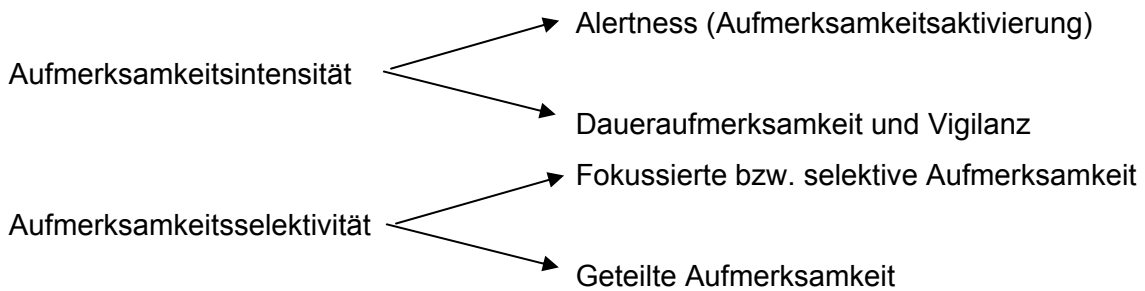 Alertness (Aufmerksamkeitsaktivierung)
Aufmerksamkeitsintensität
Daueraufmerksamkeit und Vigilanz
Fokussierte bzw. selektive Aufmerksamkeit
Aufmerksamkeitsselektivität
Geteilte Aufmerksamkeit